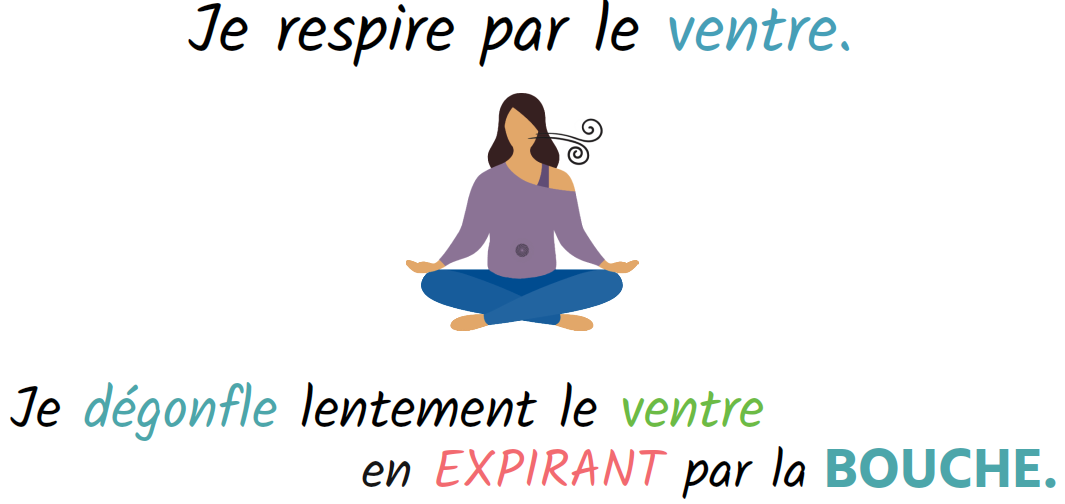 Je respire par le ventre.
Je dégonfle lentement le ventre
en EXPIRANT par la BOUCHE.